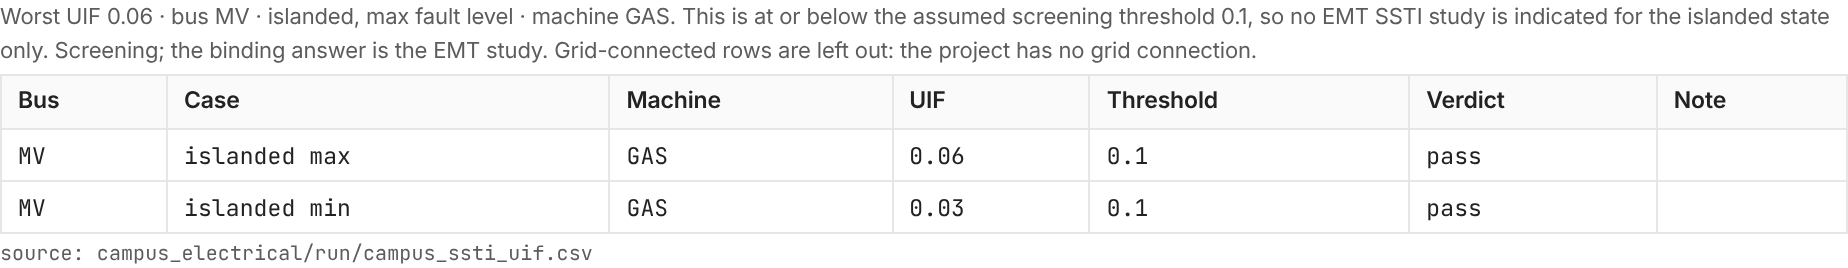 Worst UIF 0.06 · bus MV · islanded, max fault level · machine GAS. This is at or below the assumed screening threshold 0.1, so no EMT SSTI study is indicated for the islanded state
only. Screening; the binding answer is the EMT study. Grid-connected rows are left out: the project has no grid connection.
Bus Case Machine UIF Threshold Verdict Note
MV islanded max GAS 0.06 0.1 pass
MV islanded min GAS 0.03 0.1 pass
source: campus_electrical/run/campus_ssti_uif.csv